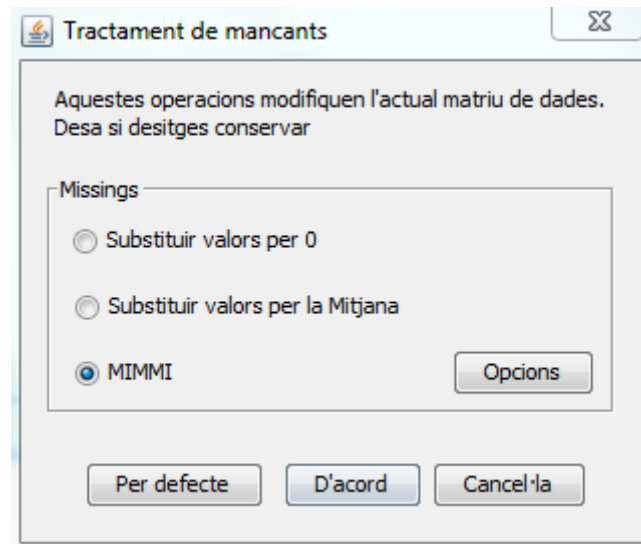 Tractament de mancants
Aquestes operacions modifiquen l'actual matriu de dades.
Desa si desitges conservar
Missings
Substituir valors per 0
Substituir valors per la Mitjana
MIMMI
Opcions
Per defecte
D'acord
Cancel·la